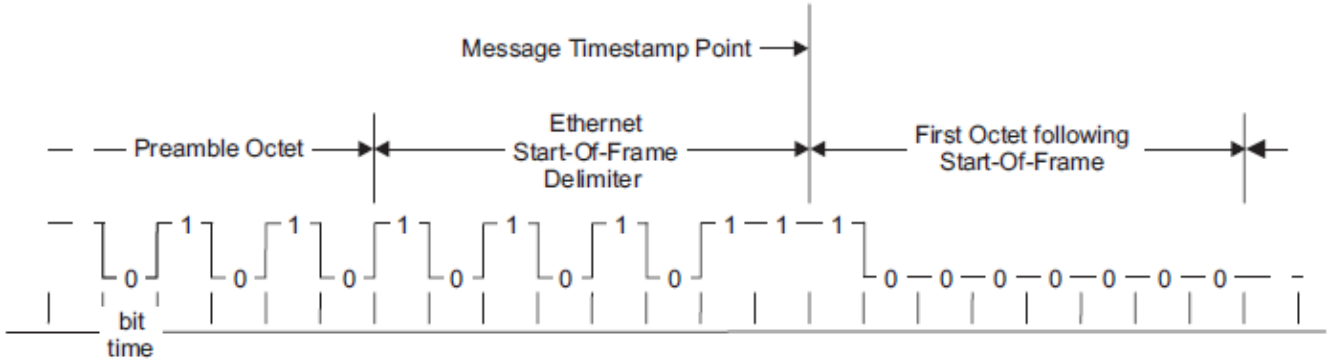 Message Timestamp Point
Preamble Octet
Ethernet
Start-Of-Frame
Delimiter
First Octet following
Start-Of-Frame
1 1 1 1 1 1 1 1
0 0 0 0 0 0 0 0 0 0 0 0 0
bit
time